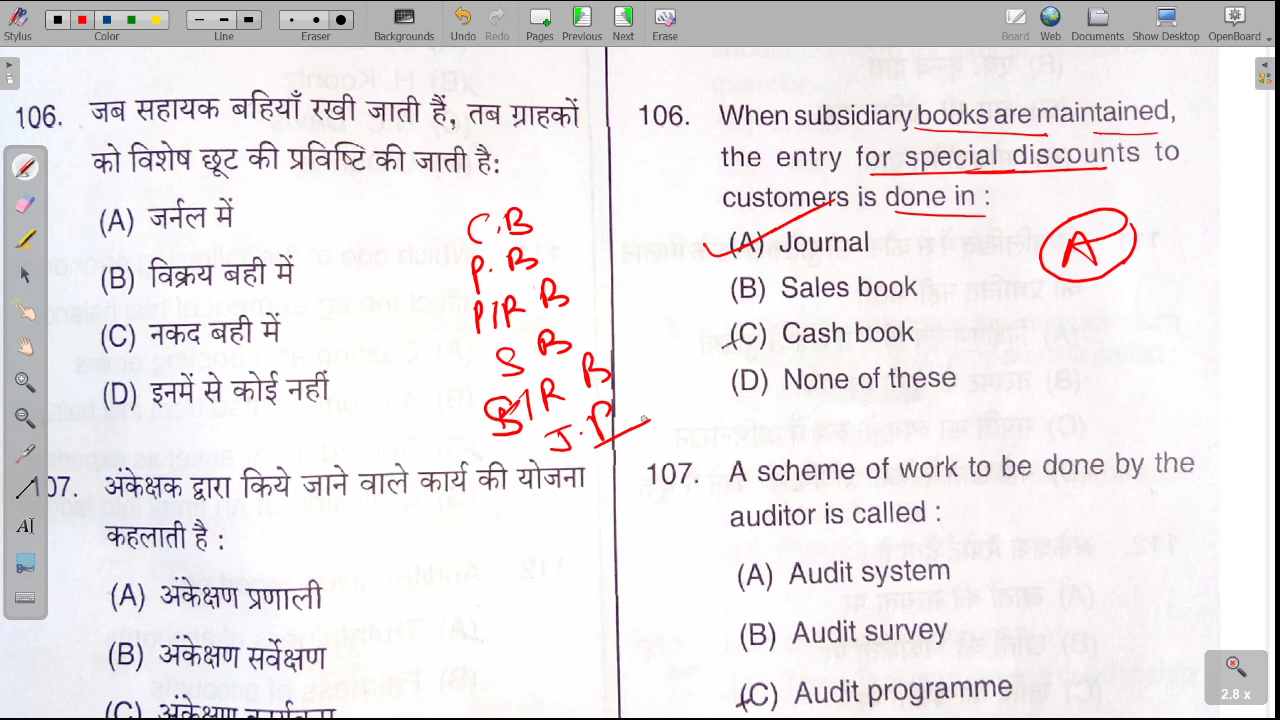 Stylus
Color
Line
Eraser
Backgrounds
Undo
Redo
Pages
Previous
Next
Erase
Board
Web
Documents
Show Desktop
OpenBoard
106. जब सहायक बहियाँ रखी जाती हैं, तब ग्राहकों
को विशेष छूट की प्रविष्टि की जाती है:
(A) जर्नल में
(B) विक्रय बही में
(C) नकद बही में
(D) इनमें से कोई नहीं
C.B
P.B
P/R B
S B
S/R B
J.P
107. अंकेक्षक द्वारा किये जाने वाले कार्य की योजना
कहलाती है :
(A) अंकेक्षण प्रणाली
(B) अंकेक्षण सर्वेक्षण
106. When subsidiary books are maintained,
the entry for special discounts to
customers is done in :
(A) Journal
A
(B) Sales book
(C) Cash book
(D) None of these
107. A scheme of work to be done by the
auditor is called :
(A) Audit system
(B) Audit survey
(C) Audit programme
2.8 x